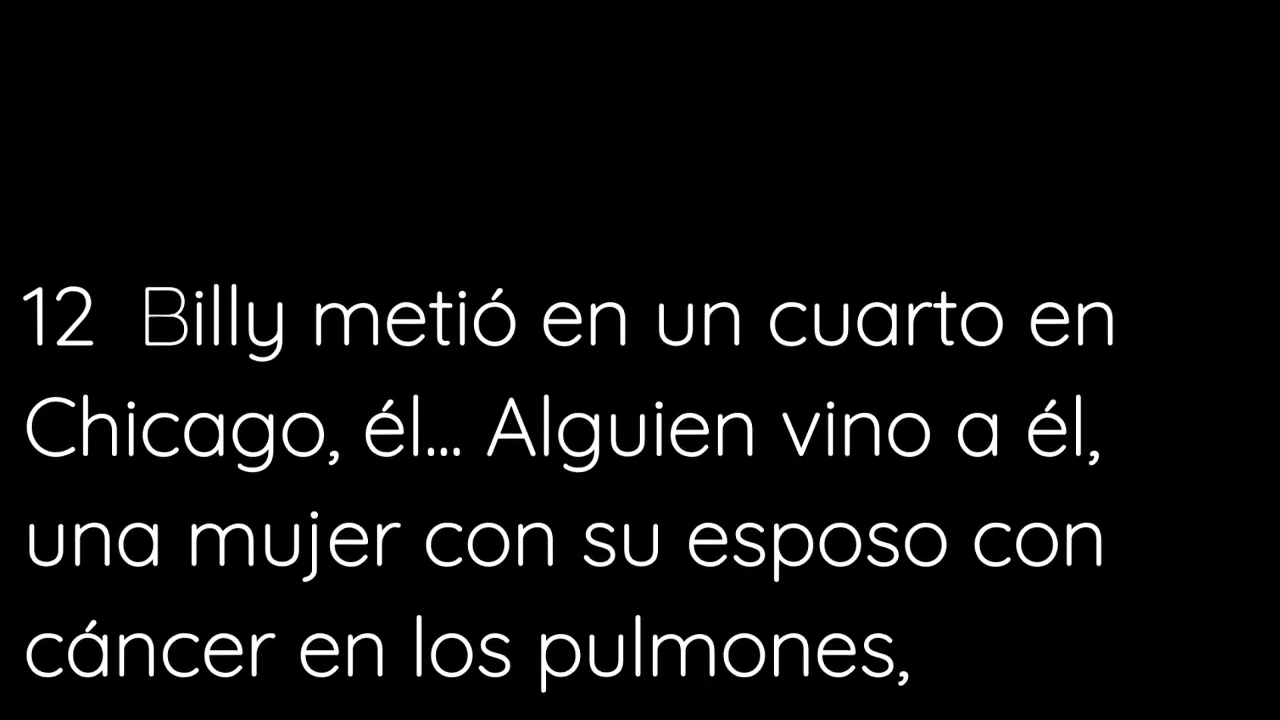 12 Billy metió en un cuarto en
Chicago, él... Alguien vino a él,
una mujer con su esposo con
cáncer en los pulmones,